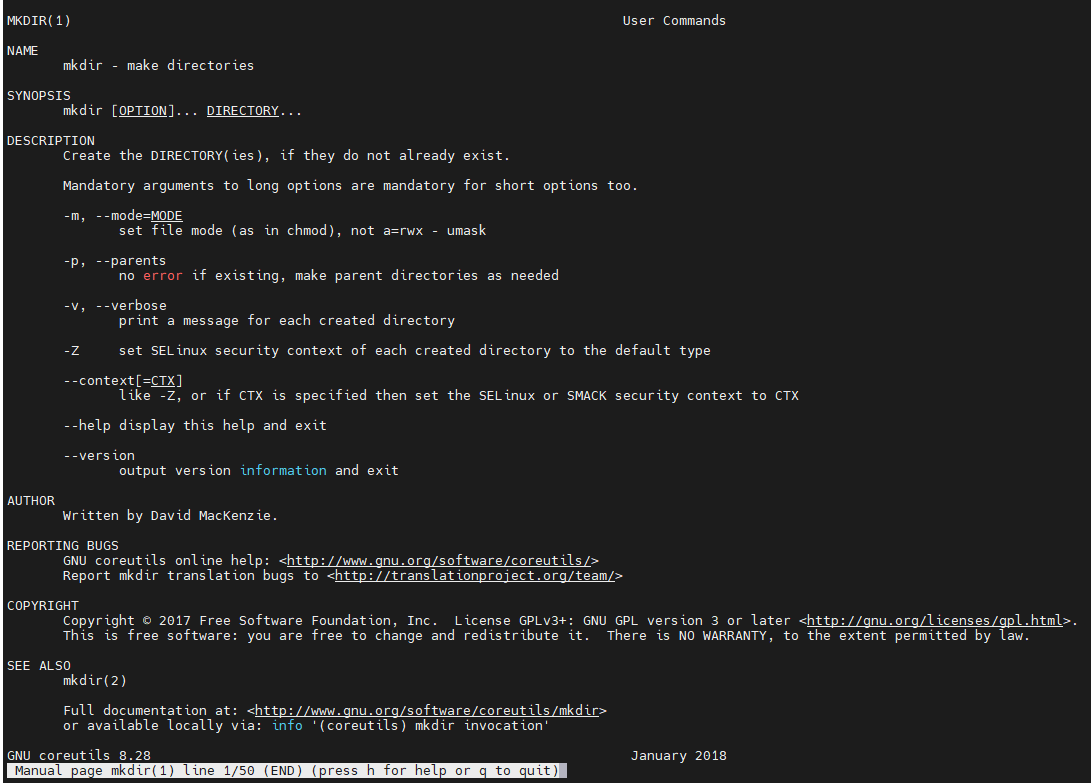 MKDIR(1) User Commands
NAME
mkdir - make directories
SYNOPSIS
mkdir [OPTION]... DIRECTORY...
DESCRIPTION
Create the DIRECTORY(ies), if they do not already exist.
Mandatory arguments to long options are mandatory for short options too.
-m, --mode=MODE
set file mode (as in chmod), not a=rwx - umask
-p, --parents
no error if existing, make parent directories as needed
-v, --verbose
print a message for each created directory
-Z set SELinux security context of each created directory to the default type
--context[=CTX]
like -Z, or if CTX is specified then set the SELinux or SMACK security context to CTX
--help display this help and exit
--version
output version information and exit
AUTHOR
Written by David MacKenzie.
REPORTING BUGS
GNU coreutils online help: <http://www.gnu.org/software/coreutils/>
Report mkdir translation bugs to <http://translationproject.org/team/>
COPYRIGHT
Copyright © 2017 Free Software Foundation, Inc. License GPLv3+: GNU GPL version 3 or later <http://gnu.org/licenses/gpl.html>.
This is free software: you are free to change and redistribute it. There is NO WARRANTY, to the extent permitted by law.
SEE ALSO
mkdir(2)
Full documentation at: <http://www.gnu.org/software/coreutils/mkdir>
or available locally via: info '(coreutils) mkdir invocation'
GNU coreutils 8.28 January 2018
Manual page mkdir(1) line 1/50 (END) (press h for help or q to quit)